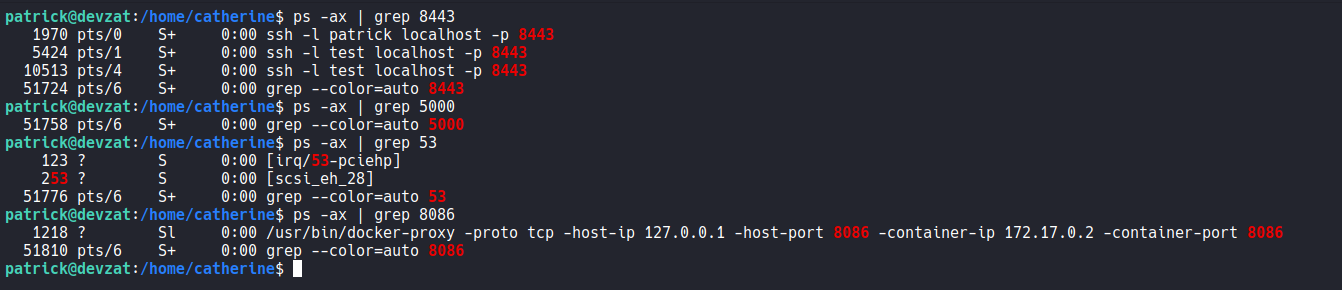 patrick@devzat:/home/catherine$ ps -ax | grep 8443
1970 pts/0 S+ 0:00 ssh -l patrick localhost -p 8443
5424 pts/1 S+ 0:00 ssh -l test localhost -p 8443
10513 pts/4 S+ 0:00 ssh -l test localhost -p 8443
51724 pts/6 S+ 0:00 grep --color=auto 8443
patrick@devzat:/home/catherine$ ps -ax | grep 5000
51758 pts/6 S+ 0:00 grep --color=auto 5000
patrick@devzat:/home/catherine$ ps -ax | grep 53
123 ? S 0:00 [irq/53-pciehp]
253 ? S 0:00 [scsi_eh_28]
51776 pts/6 S+ 0:00 grep --color=auto 53
patrick@devzat:/home/catherine$ ps -ax | grep 8086
1218 ? Sl 0:00 /usr/bin/docker-proxy -proto tcp -host-ip 127.0.0.1 -host-port 8086 -container-ip 172.17.0.2 -container-port 8086
51810 pts/6 S+ 0:00 grep --color=auto 8086
patrick@devzat:/home/catherine$